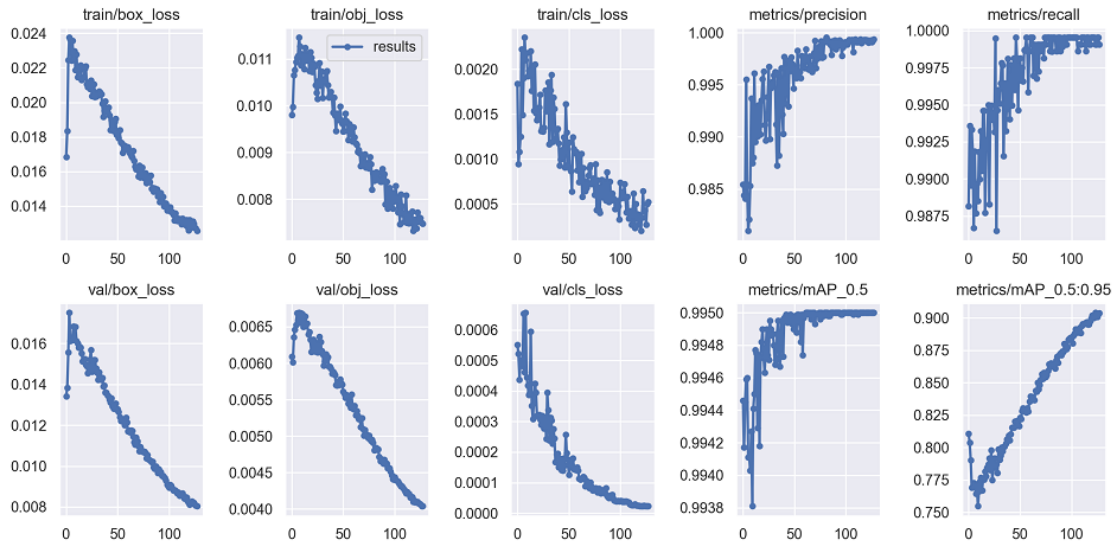 train/box_loss
0.024
0.022
0.020
0.018
0.016
0.014
0 50 100
train/obj_loss
results
0.011
0.010
0.009
0.008
0 50 100
train/cls_loss
0.0020
0.0015
0.0010
0.0005
0 50 100
metrics/precision
1.000
0.995
0.990
0.985
0 50 100
metrics/recall
1.0000
0.9975
0.9950
0.9925
0.9900
0.9875
0 50 100
val/box_loss
0.016
0.014
0.012
0.010
0.008
0 50 100
val/obj_loss
0.0065
0.0060
0.0055
0.0050
0.0045
0.0040
0 50 100
val/cls_loss
0.0006
0.0005
0.0004
0.0003
0.0002
0.0001
0.0000
0 50 100
metrics/mAP_0.5
0.9950
0.9948
0.9946
0.9944
0.9942
0.9940
0.9938
0 50 100
metrics/mAP_0.5:0.95
0.900
0.875
0.850
0.825
0.800
0.775
0.750
0 50 100